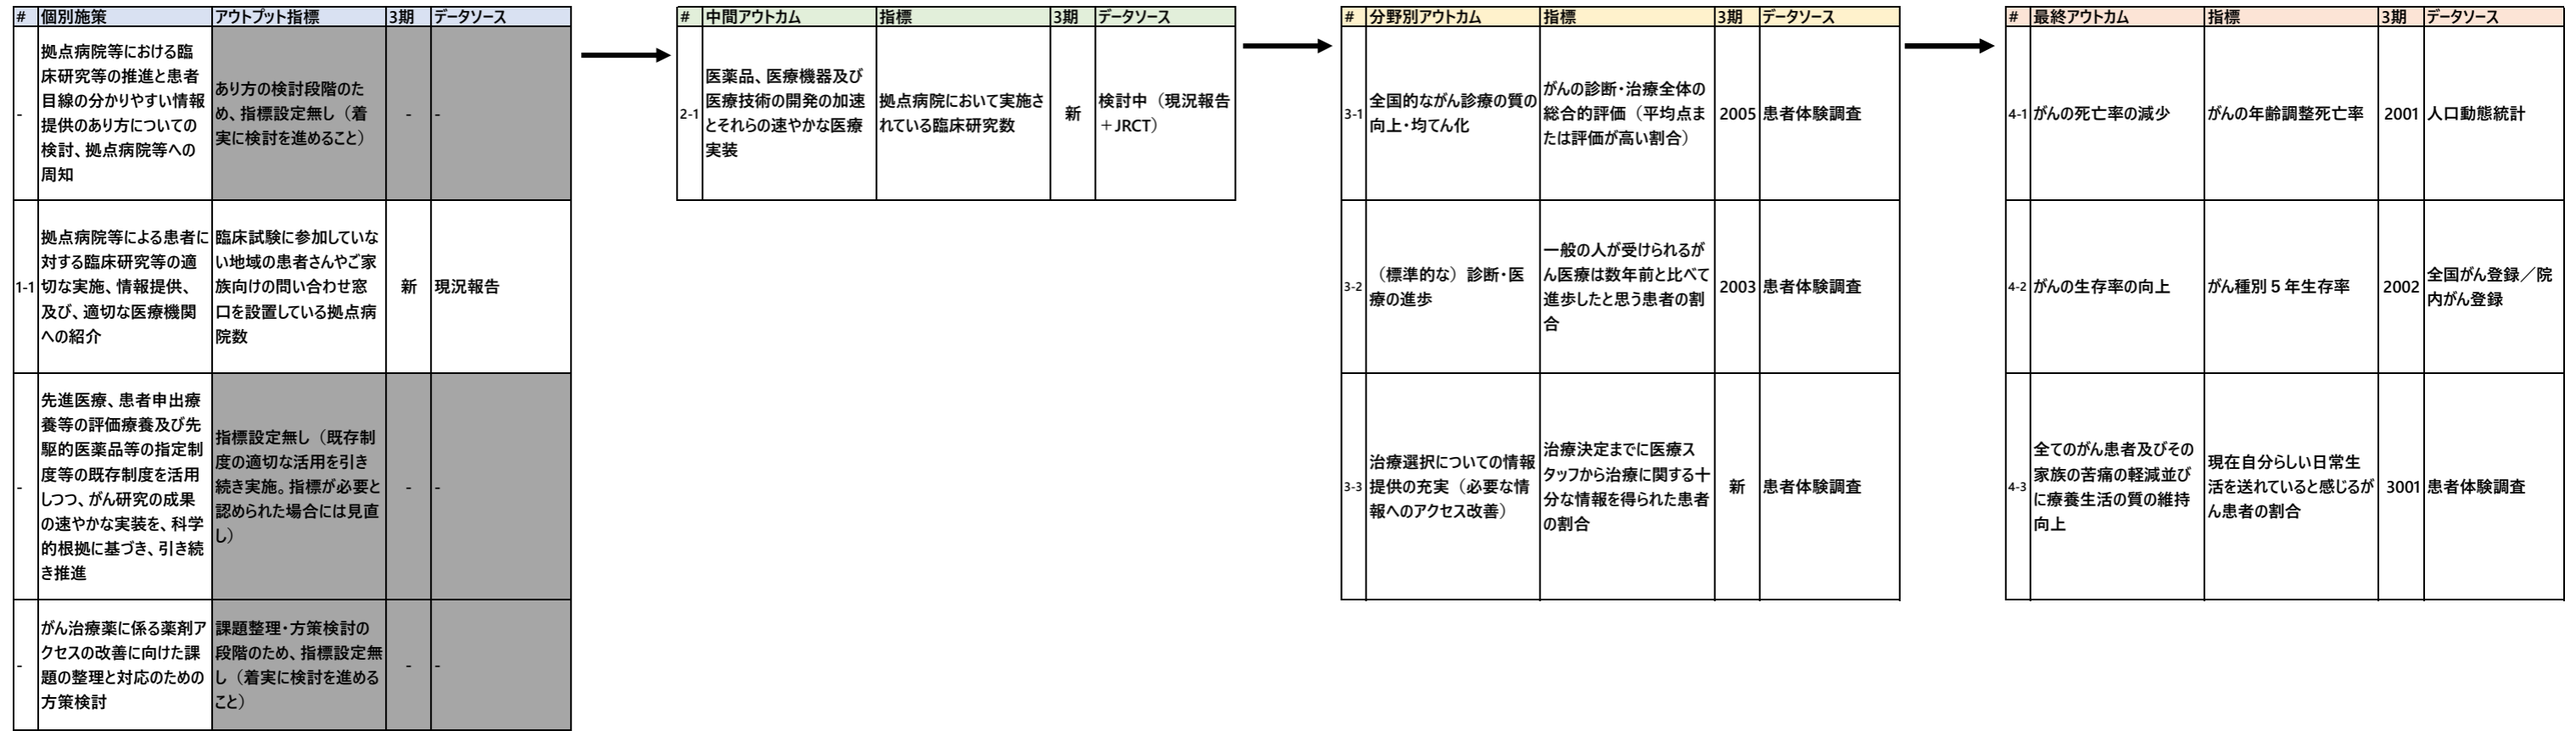 # 個別施策 アウトプット指標 3期 データソース
-
拠点病院等における臨
床研究等の推進と患者
目線の分かりやすい情報
提供のあり方についての
検討、拠点病院等への
周知
あり方の検討段階のた
め、指標設定無し（着
実に検討を進めること）
-
-
1-1
拠点病院等による患者に
対する臨床研究等の適
切な実施、情報提供、
及び、適切な医療機関
への紹介
臨床試験に参加していな
い地域の患者さんやご家
族向けの問い合わせ窓
口を設置している拠点病
院数
新
現況報告
-
先進医療、患者申出療
養等の評価療養及び先
駆的医薬品等の指定制
度等の既存制度を活用
しつつ、がん研究の成果
の速やかな実装を、科学
的根拠に基づき、引き続
き推進
指標設定無し（既存制
度の適切な活用を引き
続き実施。指標が必要と
認められた場合には見直
し）
-
-
-
がん治療薬に係る薬剤ア
クセスの改善に向けた課
題の整理と対応のための
方策検討
課題整理・方策検討の
段階のため、指標設定無
し（着実に検討を進める
こと）
-
-
# 中間アウトカム 指標 3期 データソース
2-1
医薬品、医療機器及び
医療技術の開発の加速
とそれらの速やかな医療
実装
拠点病院において実施さ
れている臨床研究数
新
検討中（現況報告
＋JRCT）
# 分野別アウトカム 指標 3期 データソース
3-1
全国的ながん診療の質の
向上・均てん化
がんの診断・治療全体の
総合的評価（平均点ま
たは評価が高い割合）
2005
患者体験調査
3-2
（標準的な）診断・医
療の進歩
一般の人が受けられるが
ん医療は数年前と比べて
進歩したと思う患者の割
合
2003
患者体験調査
3-3
治療選択についての情報
提供の充実（必要な情
報へのアクセス改善）
治療決定までに医療ス
タッフから治療に関する十
分な情報を得られた患者
の割合
新
患者体験調査
# 最終アウトカム 指標 3期 データソース
4-1
がんの死亡率の減少
がんの年齢調整死亡率
2001
人口動態統計
4-2
がんの生存率の向上
がん種別５年生存率
2002
全国がん登録／院
内がん登録
4-3
全てのがん患者及びその
家族の苦痛の軽減並び
に療養生活の質の維持
向上
現在自分らしい日常生
活を送れていると感じるが
ん患者の割合
3001
患者体験調査